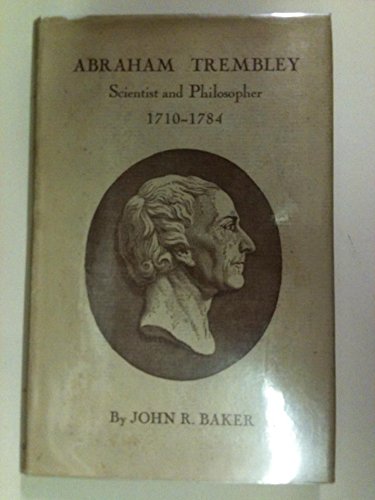 ABRAHAM TREMBLEY
Scientist and Philosopher
1710–1784
By JOHN R. BAKER